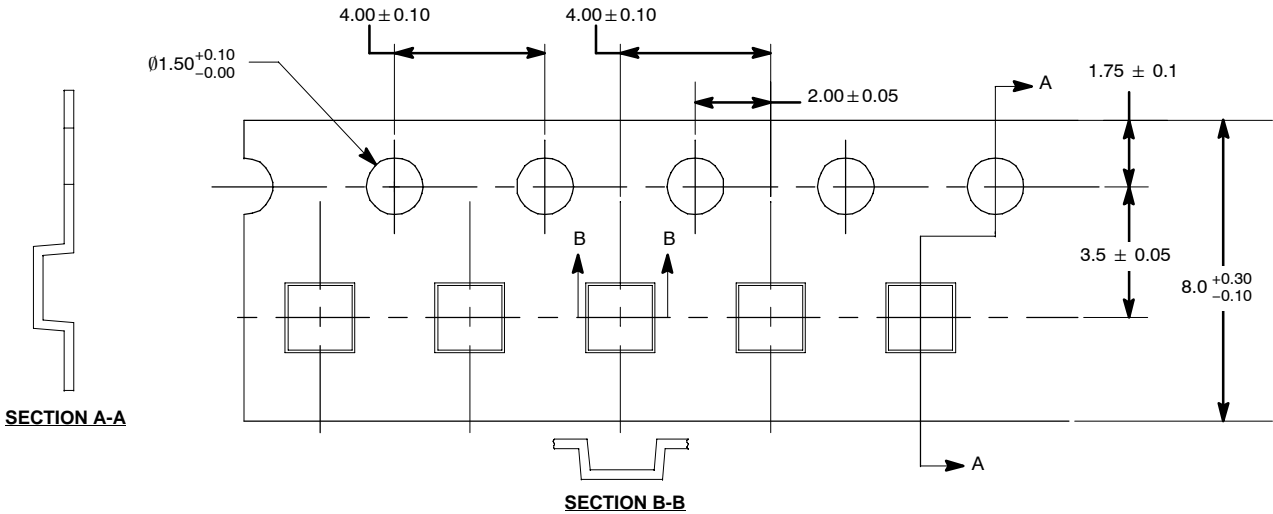 4.00 ± 0.10
4.00 ± 0.10
Ø1.50 +0.10 −0.00
1.75 ± 0.1
A
2.00 ± 0.05
B
B
3.5 ± 0.05
8.0 +0.30 −0.10
SECTION A-A
A
SECTION B-B